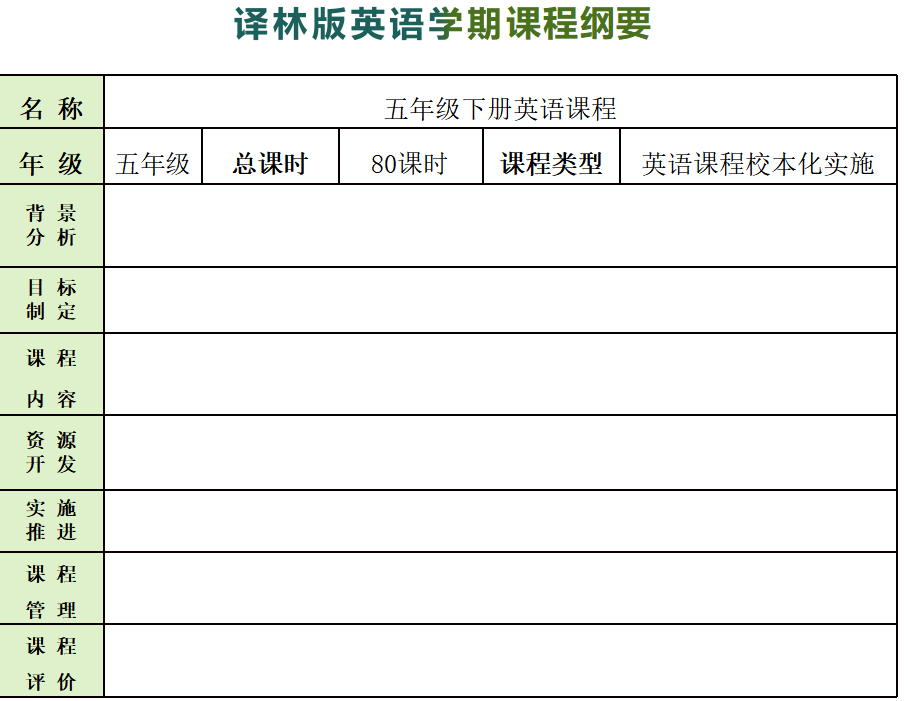 译林版英语学期课程纲要
名 称 五年级下册英语课程
年 级 五年级 总课时 80课时 课程类型 英语课程校本化实施
背 景
分 析
目 标
制 定
课 程
内 容
资 源
开 发
实 施
推 进
课 程
管 理
课 程
评 价